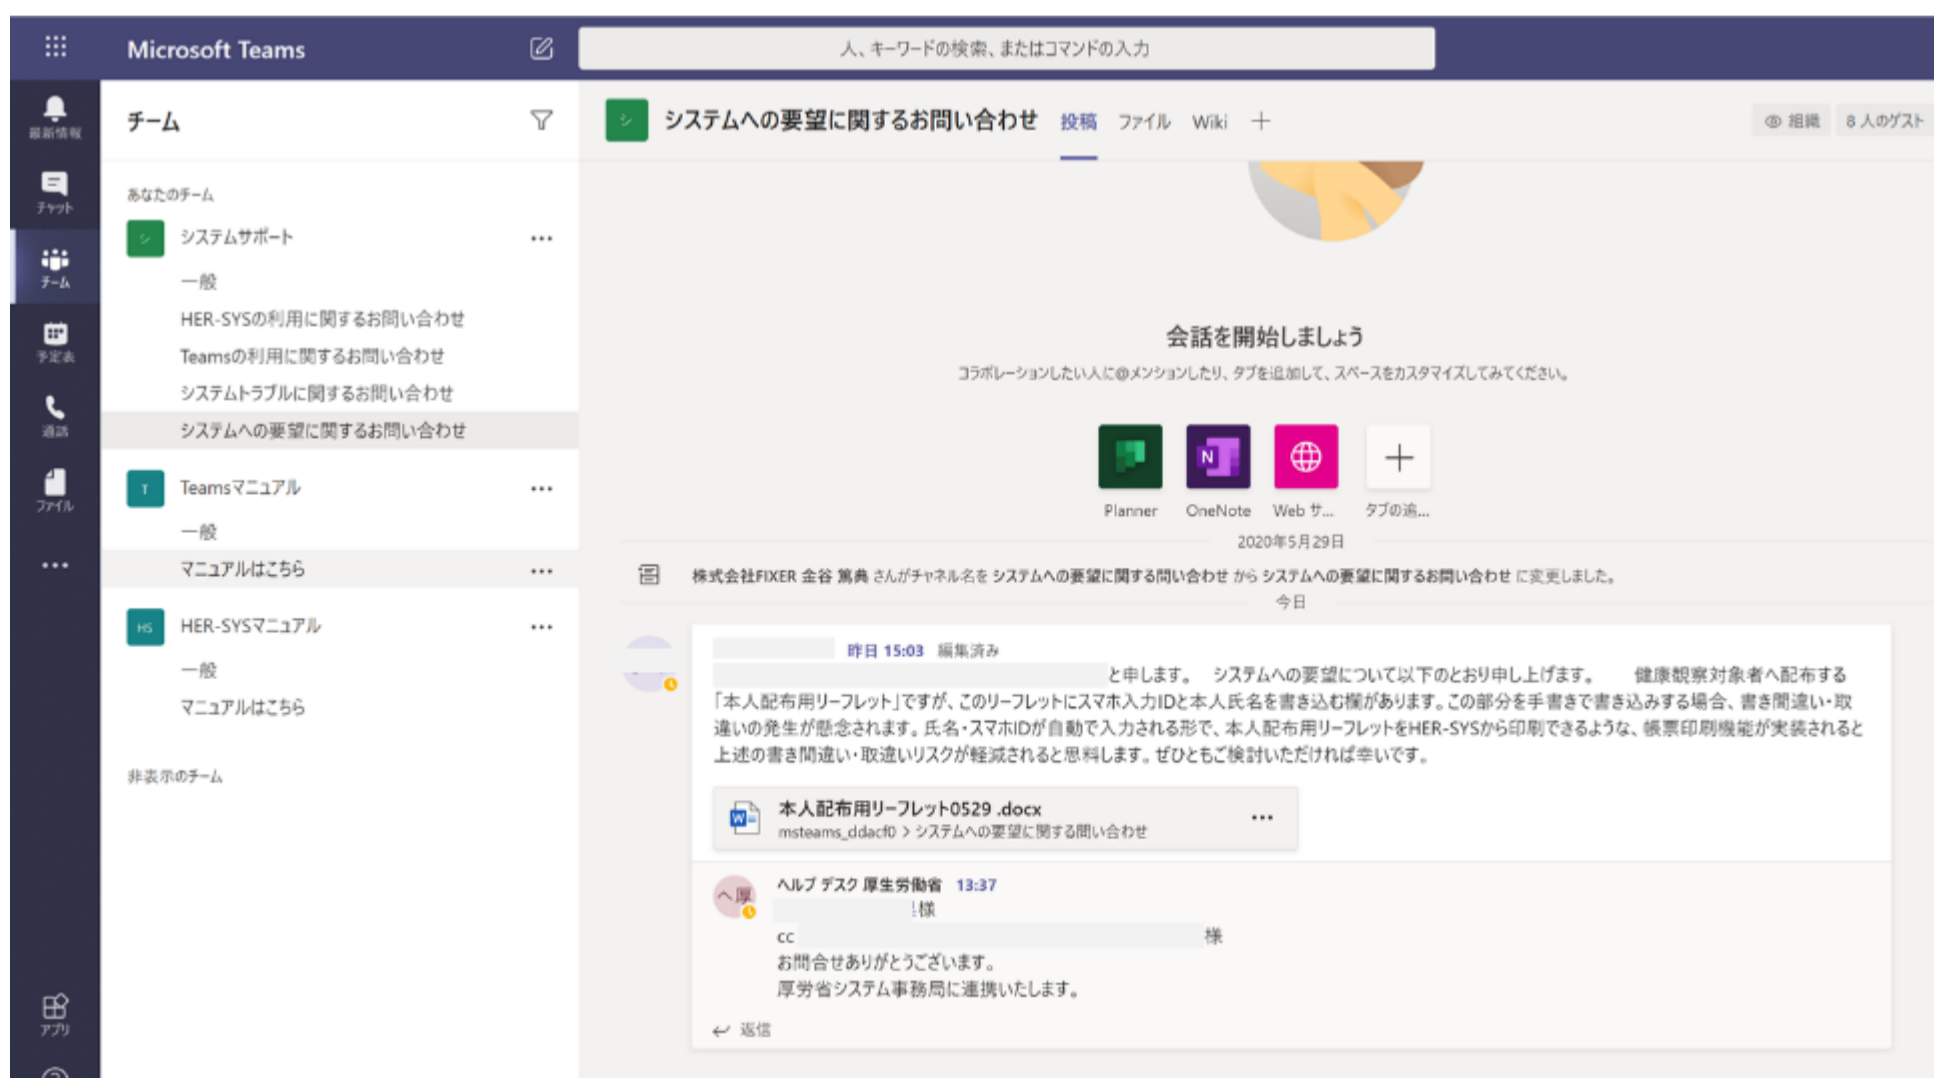 Microsoft Teams
人、キーワードの検索、またはコマンドの入力
最新情報
チャット
チーム
予定表
通話
ファイル
アプリ
チーム
あなたのチーム
シ
システムサポート
一般
HER-SYSの利用に関するお問い合わせ
Teamsの利用に関するお問い合わせ
システムトラブルに関するお問い合わせ
システムへの要望に関するお問い合わせ
T
Teamsマニュアル
一般
マニュアルはこちら
HS
HER-SYSマニュアル
一般
マニュアルはこちら
非表示のチーム
シ
システムへの要望に関するお問い合わせ 投稿 ファイル Wiki
組織 8 人のゲスト
会話を開始しましょう
コラボレーションしたい人に@メンションしたり、タブを追加して、スペースをカスタマイズしてみてください。
Planner OneNote Web サ... タブの追...
2020年5月29日
株式会社FIXER 金谷 篤典 さんがチャネル名を システムへの要望に関する問い合わせ から システムへの要望に関するお問い合わせ に変更しました。
今日
昨日 15:03 編集済み
と申します。 システムへの要望について以下のとおり申し上げます。 健康観察対象者へ配布する
「本人配布用リーフレット」ですが、このリーフレットにスマホ入力IDと本人氏名を書き込む欄があります。この部分を手書きで書き込みする場合、書き間違い・取
違いの発生が懸念されます。氏名・スマホIDが自動で入力される形で、本人配布用リーフレットをHER-SYSから印刷できるような、帳票印刷機能が実装されると
上述の書き間違い・取違いリスクが軽減されると思料します。ぜひともご検討いただければ幸いです。
本人配布用リーフレット0529 .docx
msteams_ddacf0 > システムへの要望に関する問い合わせ
ヘ厚
ヘルプ デスク 厚生労働省 13:37
様
cc 様
お問合せありがとうございます。
厚労省システム事務局に連携いたします。
返信